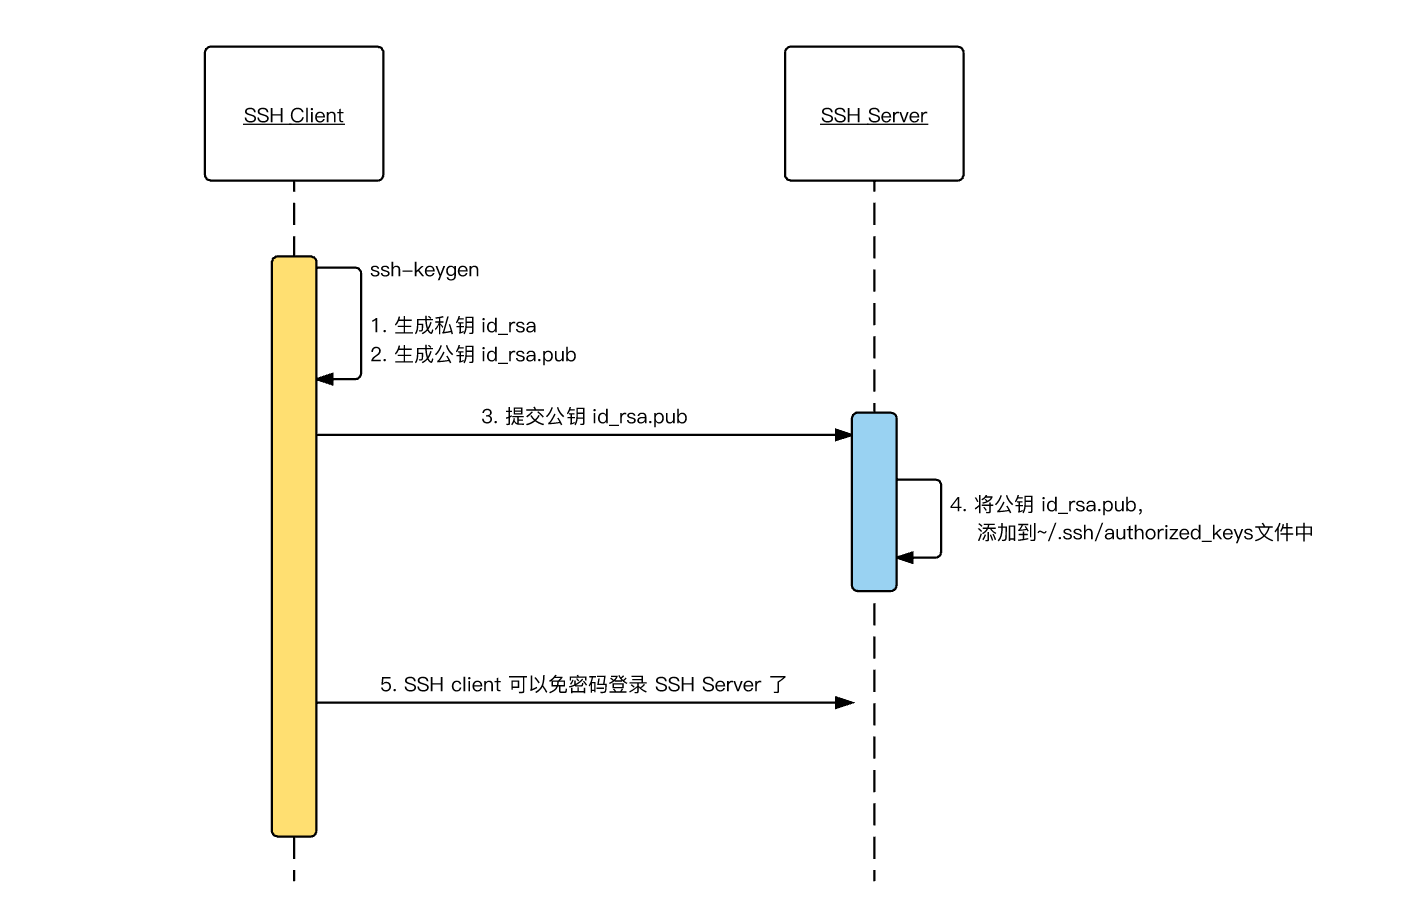 SSH Client
SSH Server
ssh-keygen
1. 生成私钥 id_rsa
2. 生成公钥 id_rsa.pub
3. 提交公钥 id_rsa.pub
4. 将公钥 id_rsa.pub,
添加到~/.ssh/authorized_keys文件中
5. SSH client 可以免密码登录 SSH Server 了